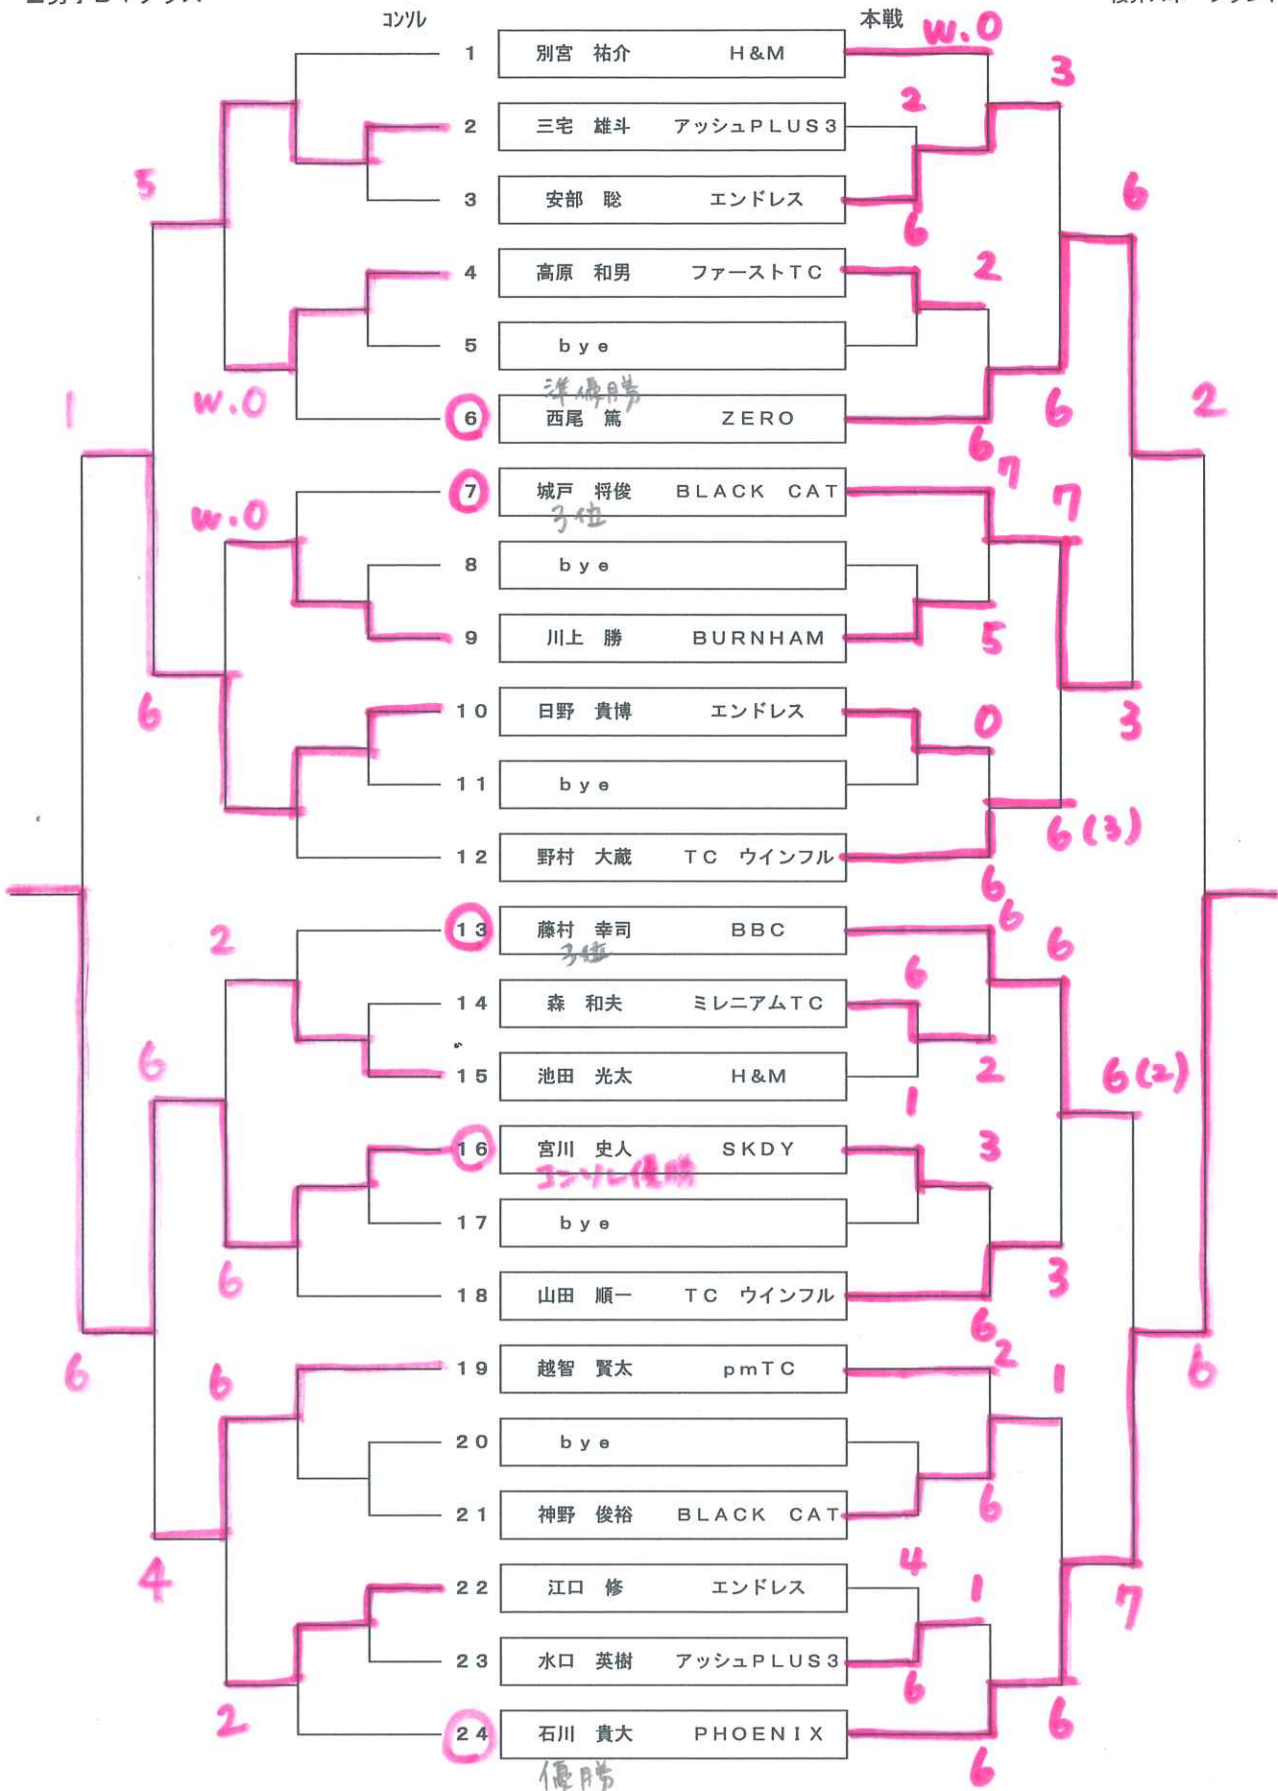 コンソル 本戦
w.0
1 別宮 祐介 H&M
3
2
2 三宅 雄斗 アッシュPLUS3
5
3 安部 聡 エンドレス
6
6
4 高原 和男 ファーストTC
2
5 bye
準優勝
1
w.0
6 西尾 篤 ZERO
6
2
6
7
7 城戸 将俊 BLACK CAT
7
3位
w.0
8 bye
9 川上 勝 BURNHAM
5
6
10 日野 貴博 エンドレス
0
3
11 bye
6(3)
12 野村 大蔵 TC ウインフル
6
6
13 藤村 幸司 BBC
2
6
3位
6
14 森 和夫 ミレニアムTC
6
2
6(2)
15 池田 光太 H&M
1
16 宮川 史人 SKDY
3
コンソレ優勝
17 bye
6
3
18 山田 順一 TC ウインフル
6
2
19 越智 賢太 pmTC
6
6
1
6
20 bye
21 神野 俊裕 BLACK CAT
6
4
4
22 江口 修 エンドレス
1
7
23 水口 英樹 アッシュPLUS3
6
2
6
24 石川 貴大 PHOENIX
6
優勝